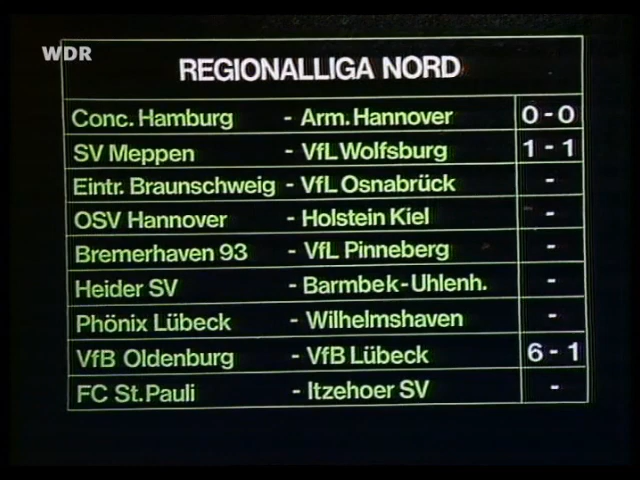 WDR
REGIONALLIGA NORD
Conc. Hamburg - Arm. Hannover 0-0
SV Meppen - VfL Wolfsburg 1-1
Eintr. Braunschweig - VfL Osnabrück -
OSV Hannover - Holstein Kiel -
Bremerhaven 93 - VfL Pinneberg -
Heider SV - Barmbek-Uhlenh. -
Phönix Lübeck - Wilhelmshaven -
VfB Oldenburg - VfB Lübeck 6-1
FC St. Pauli - Itzehoer SV -